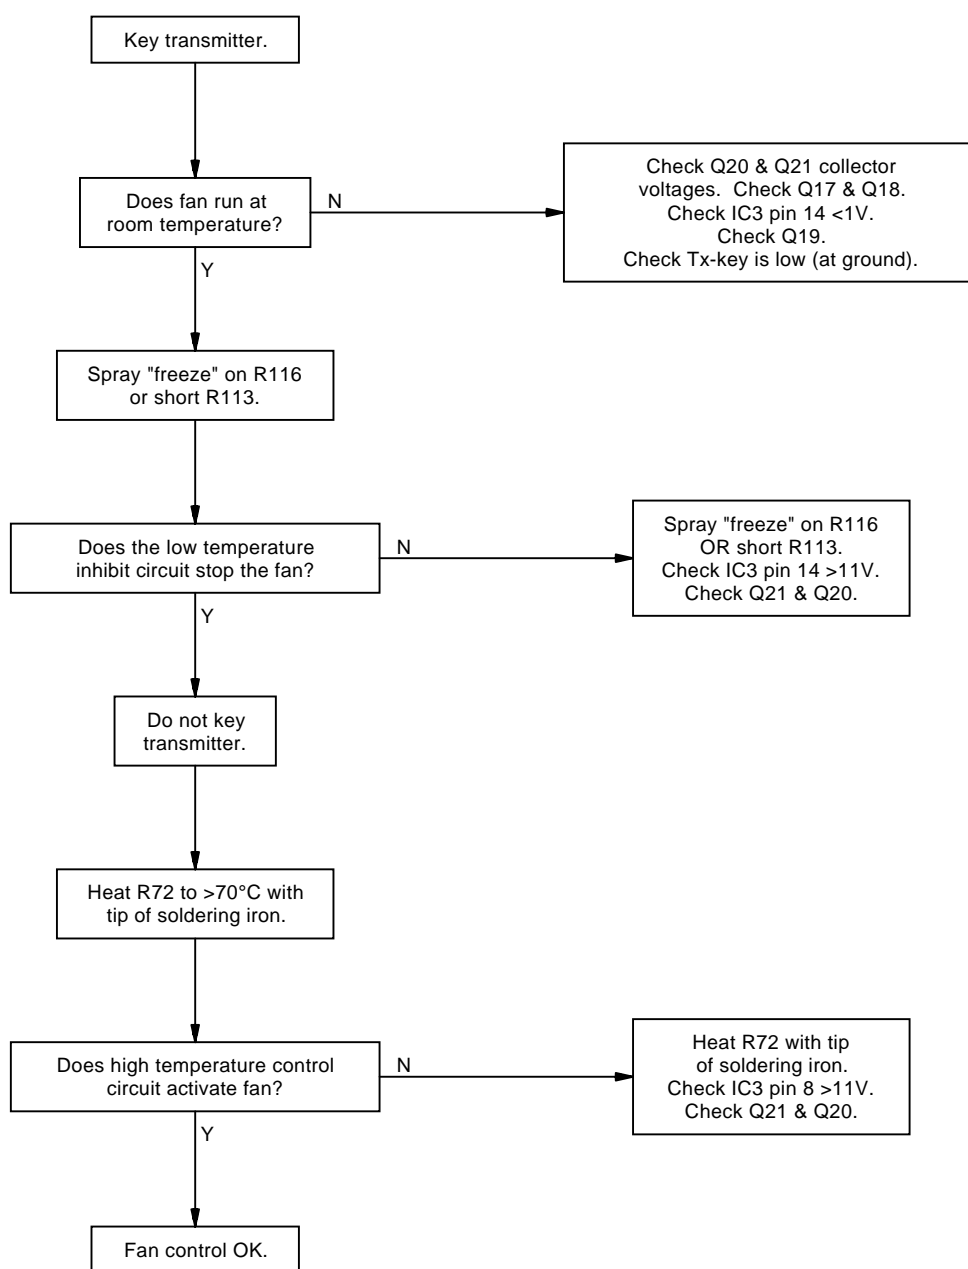 Key transmitter.
Does fan run at
room temperature?
N
Check Q20 & Q21 collector
voltages.  Check Q17 & Q18.
Check IC3 pin 14 <1V.
Check Q19.
Check Tx-key is low (at ground).
Y
Spray "freeze" on R116
or short R113.
Does the low temperature
inhibit circuit stop the fan?
N
Spray "freeze" on R116
OR short R113.
Check IC3 pin 14 >11V.
Check Q21 & Q20.
Y
Do not key
transmitter.
Heat R72 to >70°C with
tip of soldering iron.
Does high temperature control
circuit activate fan?
N
Heat R72 with tip
of soldering iron.
Check IC3 pin 8 >11V.
Check Q21 & Q20.
Y
Fan control OK.